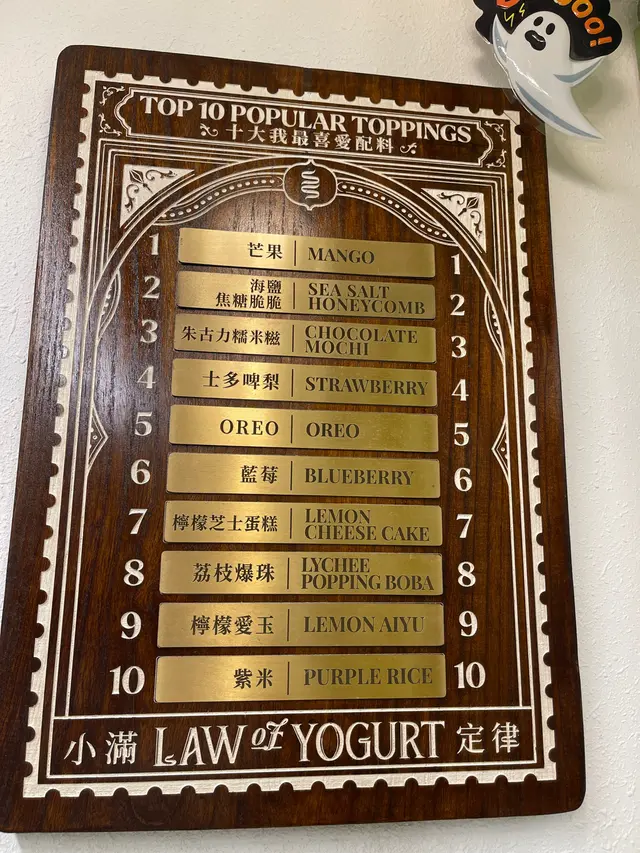 OOO!
TOP 10 POPULAR TOPPINGS
十大我最喜愛配料
1 芒果 | MANGO 1
2 海鹽 焦糖脆脆 | SEA SALT HONEYCOMB 2
3 朱古力糯米糍 | CHOCOLATE MOCHI 3
4 士多啤梨 | STRAWBERRY 4
5 OREO | OREO 5
6 藍莓 | BLUEBERRY 6
7 檸檬芝士蛋糕 | LEMON CHEESE CAKE 7
8 荔枝爆珠 | LYCHEE POPPING BOBA 8
9 檸檬愛玉 | LEMON AIYU 9
10 紫米 | PURPLE RICE 10
小滿 LAW of YOGURT 定律